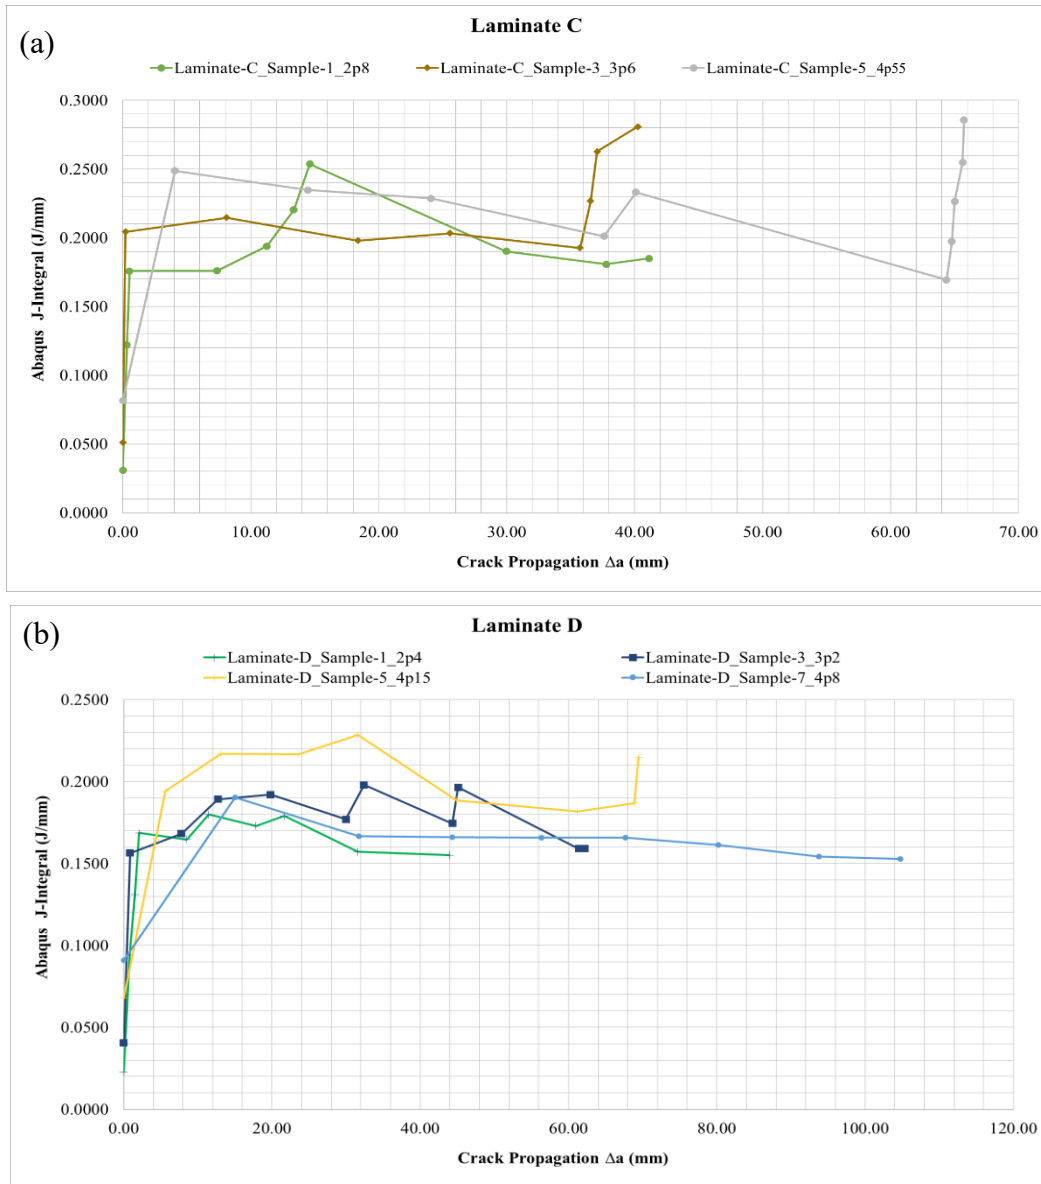 (a)
Laminate C
Laminate-C_Sample-1_2p8 Laminate-C_Sample-3_3p6 Laminate-C_Sample-5_4p55
0.3000
0.2500
0.2000
0.1500
0.1000
0.0500
0.0000
Abaqus J-Integral (J/mm)
0.00 10.00 20.00 30.00 40.00 50.00 60.00 70.00
Crack Propagation Δa (mm)
(b)
Laminate D
Laminate-D_Sample-1_2p4 Laminate-D_Sample-3_3p2
Laminate-D_Sample-5_4p15 Laminate-D_Sample-7_4p8
0.2500
0.2000
0.1500
0.1000
0.0500
0.0000
Abaqus J-Integral (J/mm)
0.00 20.00 40.00 60.00 80.00 100.00 120.00
Crack Propagation Δa (mm)